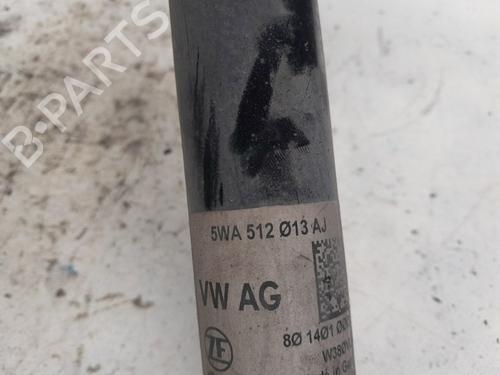 B-PARTS
5WA 512 Ø13 AJ
VW AG
ZF
8Ø 14Ø1